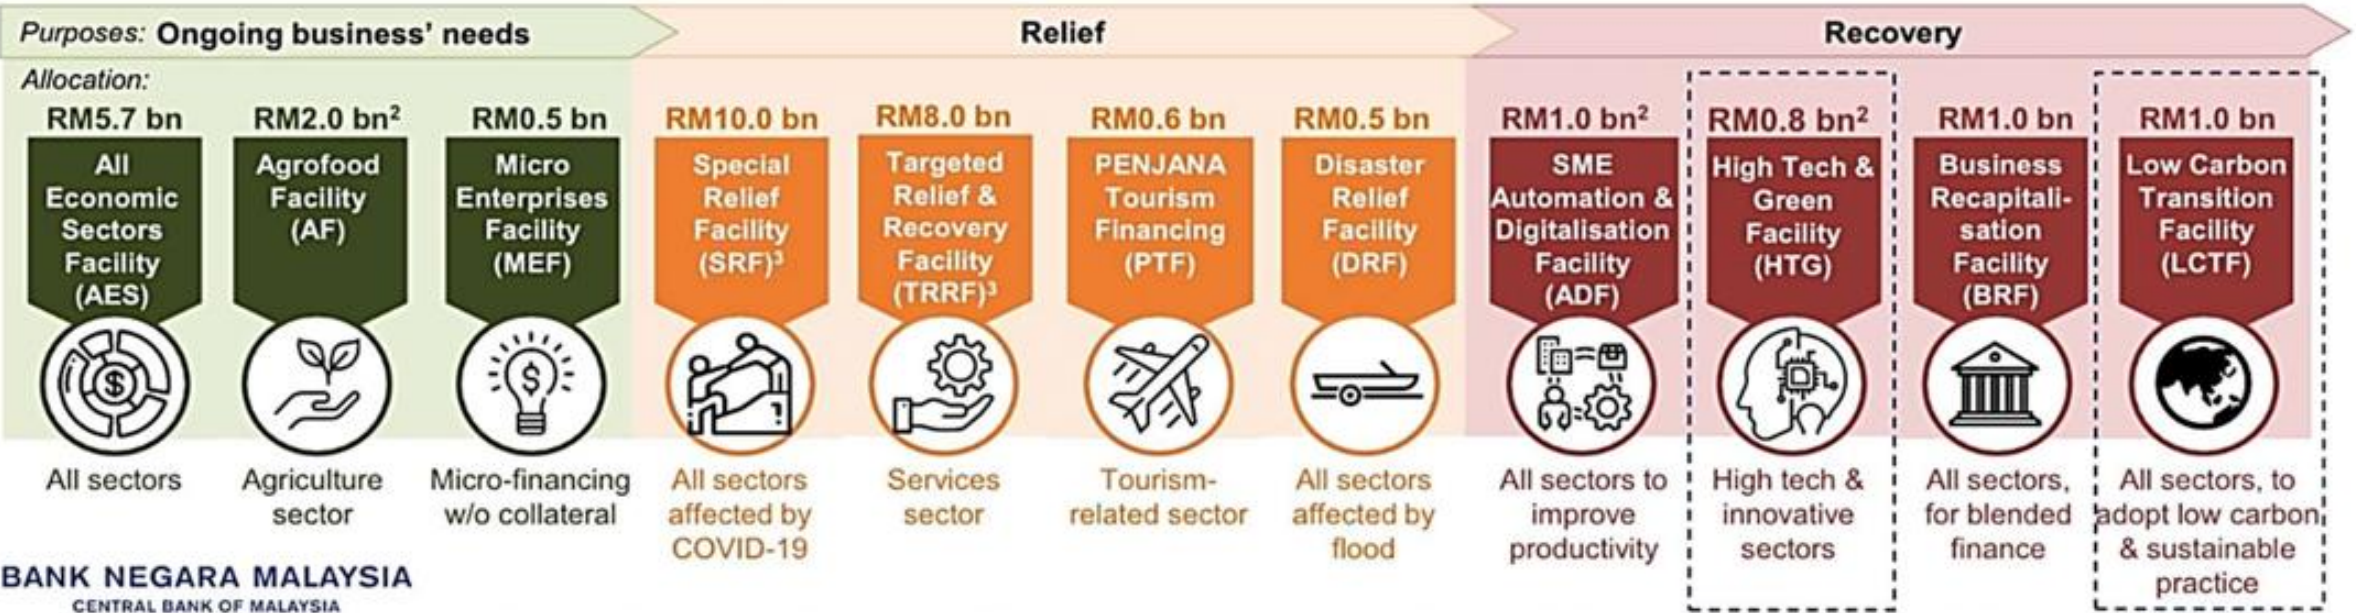 Purposes: Ongoing business' needs
Relief
Recovery
Allocation:
RM5.7 bn
All
Economic
Sectors
Facility
(AES)
All sectors
RM2.0 bn²
Agrofood
Facility
(AF)
Agriculture
sector
RM0.5 bn
Micro
Enterprises
Facility
(MEF)
Micro-financing
w/o collateral
RM10.0 bn
Special
Relief
Facility
(SRF)³
All sectors
affected by
COVID-19
RM8.0 bn
Targeted
Relief &
Recovery
Facility
(TRRF)³
Services
sector
RM0.6 bn
PENJANA
Tourism
Financing
(PTF)
Tourism-
related sector
RM0.5 bn
Disaster
Relief
Facility
(DRF)
All sectors
affected by
flood
RM1.0 bn²
SME
Automation &
Digitalisation
Facility
(ADF)
All sectors to
improve
productivity
RM0.8 bn²
High Tech &
Green
Facility
(HTG)
High tech &
innovative
sectors
RM1.0 bn
Business
Recapitali-
sation
Facility
(BRF)
All sectors,
for blended
finance
RM1.0 bn
Low Carbon
Transition
Facility
(LCTF)
All sectors, to
adopt low carbon
& sustainable
practice
BANK NEGARA MALAYSIA
CENTRAL BANK OF MALAYSIA